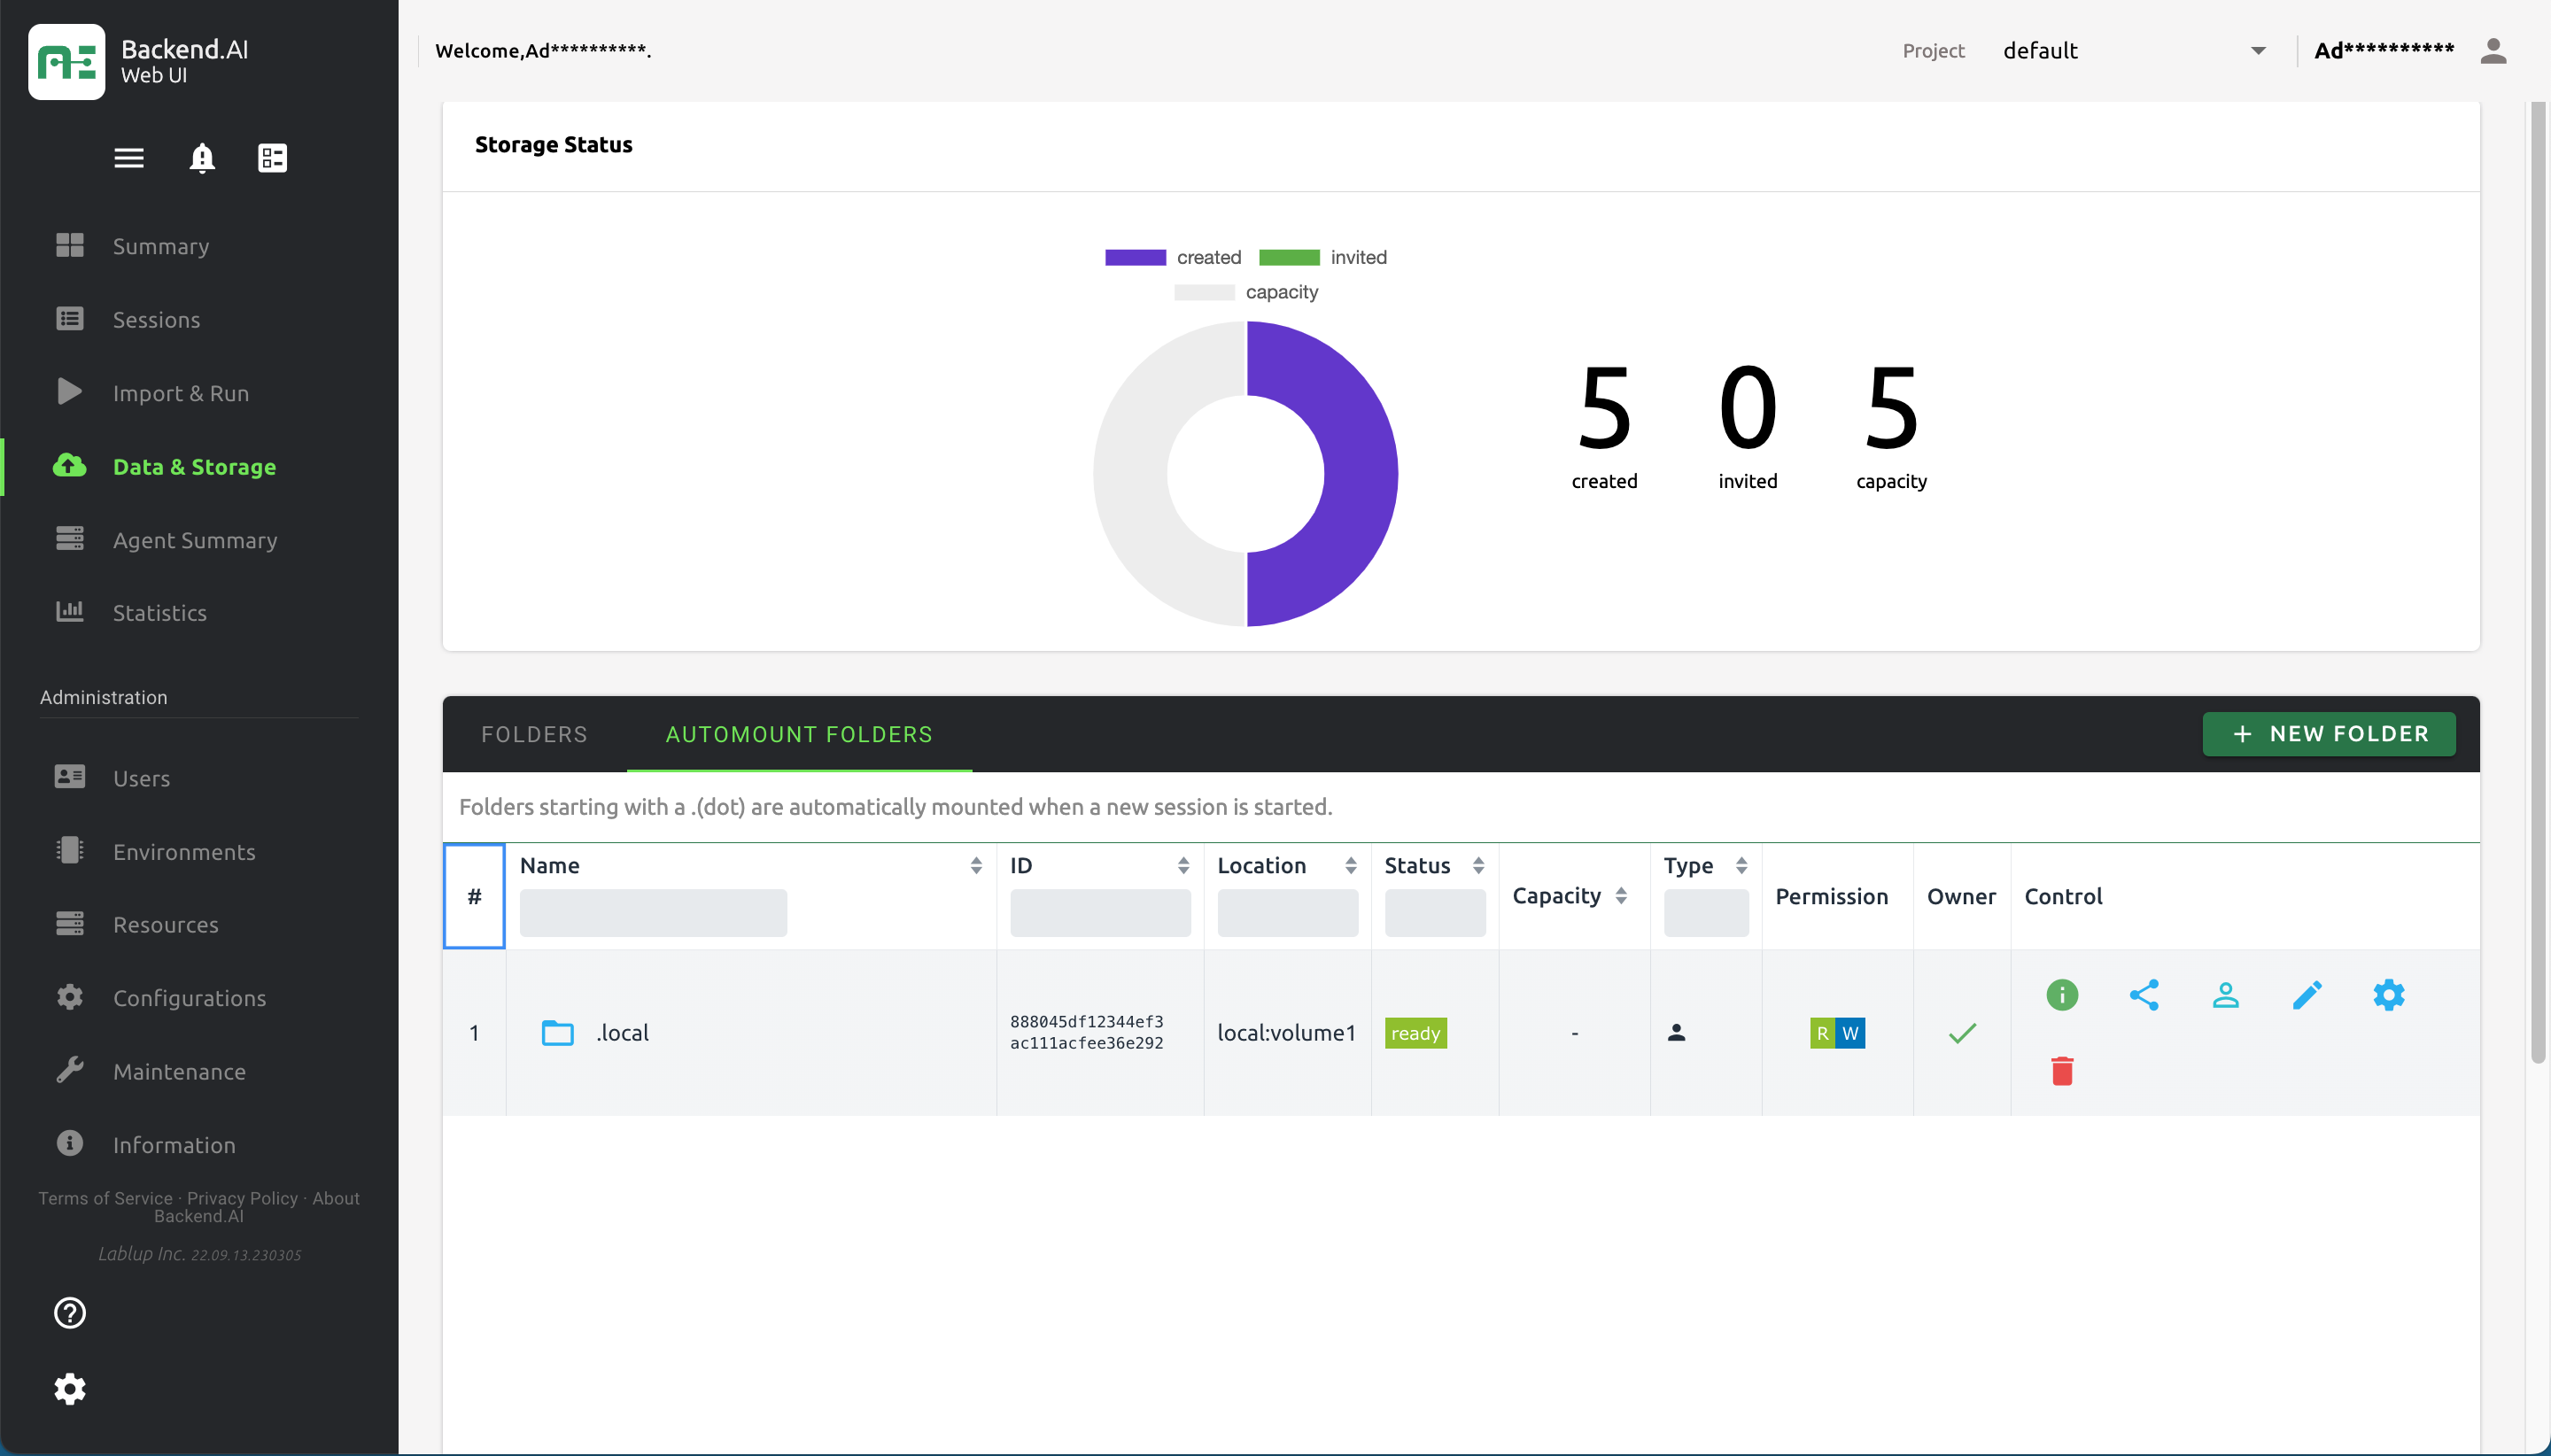 Backend.AI
Web UI
Summary
Sessions
Import & Run
Data & Storage
Agent Summary
Statistics
Administration
Users
Environments
Resources
Configurations
Maintenance
Information
Terms of Service · Privacy Policy · About
Backend.AI
Lablup Inc. 22.09.13.230305
Welcome,Ad**********.
Project default
Ad**********
Storage Status
created invited
capacity
5 0 5
created invited capacity
FOLDERS AUTOMOUNT FOLDERS
+ NEW FOLDER
Folders starting with a .(dot) are automatically mounted when a new session is started.
# Name ID Location Status Capacity Type Permission Owner Control
1 .local 888045df12344ef3
ac111acfee36e292
local:volume1 ready - R W